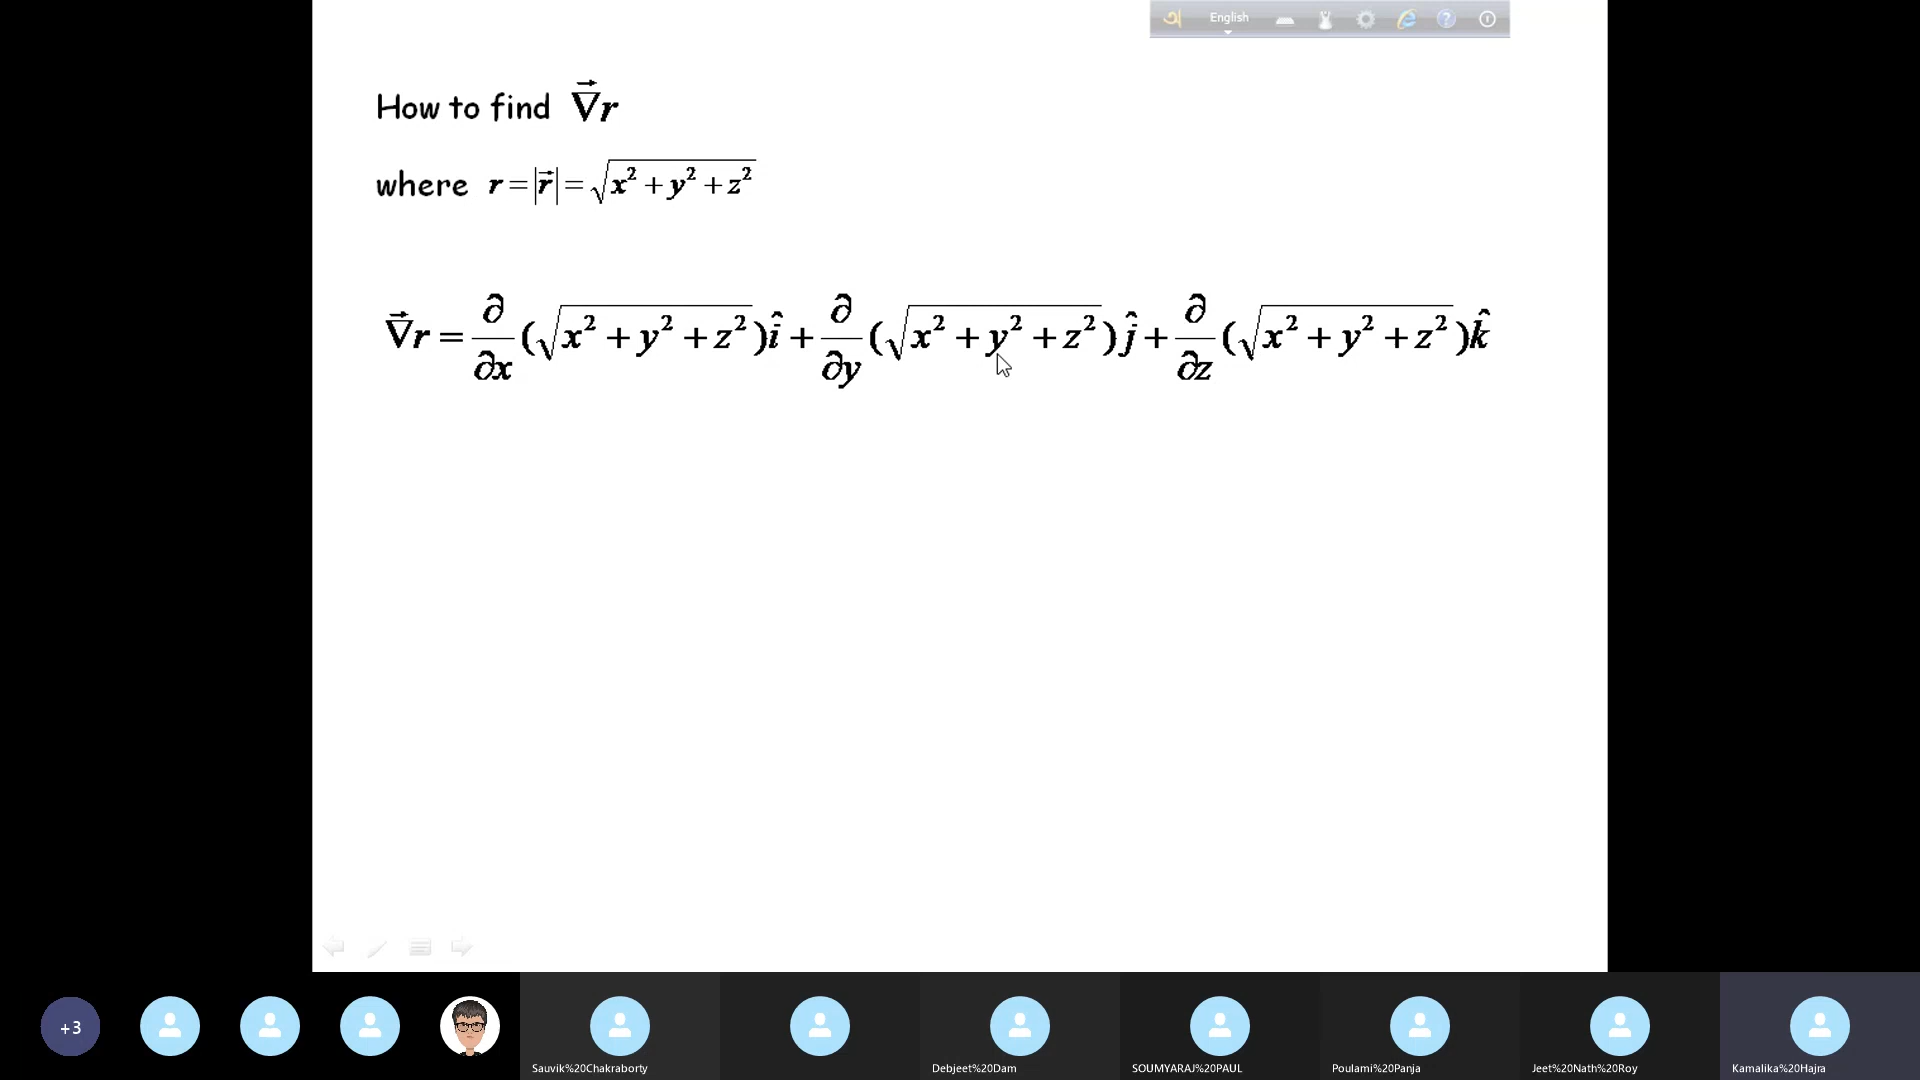 English
How to find ∇⃗r
where r = |r⃗| = √x² + y² + z²
∇⃗r = ∂/∂x (√x² + y² + z²) î + ∂/∂y (√x² + y² + z²) ĵ + ∂/∂z (√x² + y² + z²) k̂
+3
Sauvik%20Chakraborty
Debjeet%20Dam
SOUMYARAJ%20PAUL
Poulami%20Panja
Jeet%20Nath%20Roy
Kamalika%20Hajra